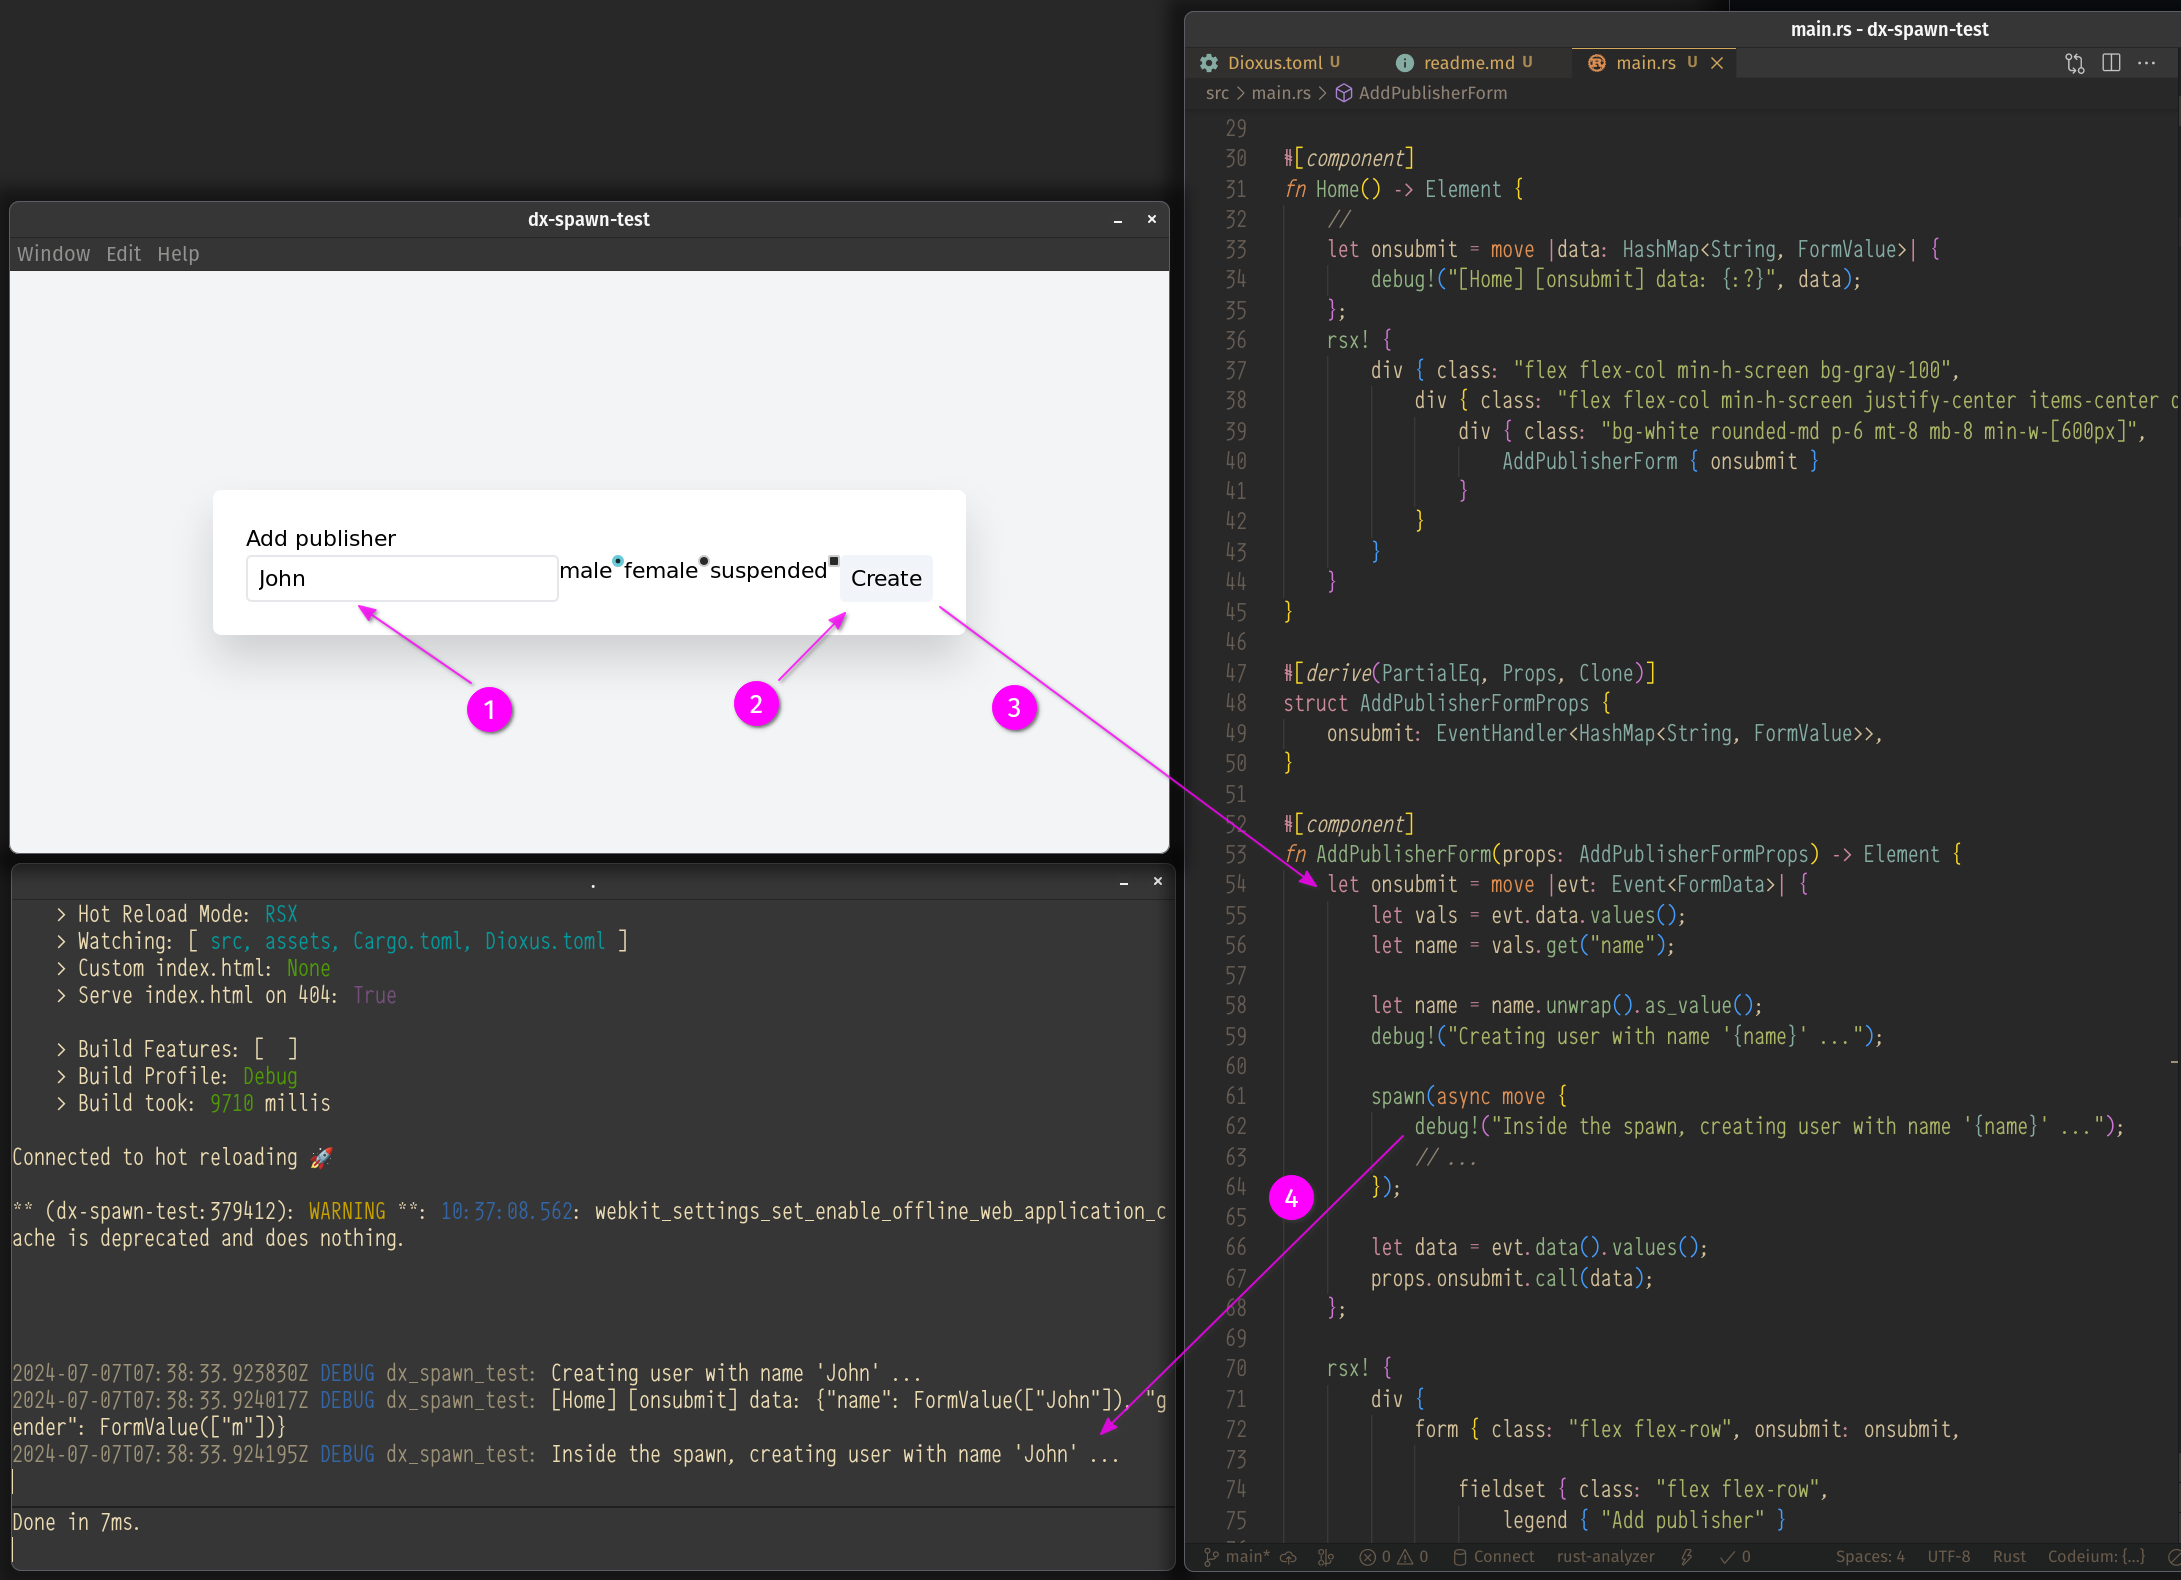 dx-spawn-test
Window Edit Help
Add publisher
John
male female suspended Create
1
2
3
.
> Hot Reload Mode: RSX
> Watching: [ src, assets, Cargo.toml, Dioxus.toml ]
> Custom index.html: None
> Serve index.html on 404: True
> Build Features: [  ]
> Build Profile: Debug
> Build took: 9710 millis
Connected to hot reloading 🚀
** (dx-spawn-test:379412): WARNING **: 10:37:08.562: webkit_settings_set_enable_offline_web_application_c
ache is deprecated and does nothing.
2024-07-07T07:38:33.923830Z DEBUG dx_spawn_test: Creating user with name 'John' ...
2024-07-07T07:38:33.924017Z DEBUG dx_spawn_test: [Home] [onsubmit] data: {"name": FormValue(["John"]), "g
ender": FormValue(["m"])}
2024-07-07T07:38:33.924195Z DEBUG dx_spawn_test: Inside the spawn, creating user with name 'John' ...
Done in 7ms.
main.rs - dx-spawn-test
Dioxus.toml U readme.md U main.rs U
src > main.rs > AddPublisherForm
29
30 #[component]
31 fn Home() -> Element {
32 //
33 let onsubmit = move |data: HashMap<String, FormValue>| {
34 debug!("[Home] [onsubmit] data: {:?}", data);
35 };
36 rsx! {
37 div { class: "flex flex-col min-h-screen bg-gray-100",
38 div { class: "flex flex-col min-h-screen justify-center items-center
39 div { class: "bg-white rounded-md p-6 mt-8 mb-8 min-w-[600px]",
40 AddPublisherForm { onsubmit }
41 }
42 }
43 }
44 }
45 }
46
47 #[derive(PartialEq, Props, Clone)]
48 struct AddPublisherFormProps {
49 onsubmit: EventHandler<HashMap<String, FormValue>>,
50 }
51
52 #[component]
53 fn AddPublisherForm(props: AddPublisherFormProps) -> Element {
54 let onsubmit = move |evt: Event<FormData>| {
55 let vals = evt.data.values();
56 let name = vals.get("name");
57
58 let name = name.unwrap().as_value();
59 debug!("Creating user with name '{name}' ...");
60
61 spawn(async move {
62 debug!("Inside the spawn, creating user with name '{name}' ...");
63 // ...
64 });
4
65
66 let data = evt.data().values();
67 props.onsubmit.call(data);
68 };
69
70 rsx! {
71 div {
72 form { class: "flex flex-row", onsubmit: onsubmit,
73
74 fieldset { class: "flex flex-row",
75 legend { "Add publisher" }
main* 0 0 Connect rust-analyzer 0 Spaces: 4 UTF-8 Rust Codeium: {...}